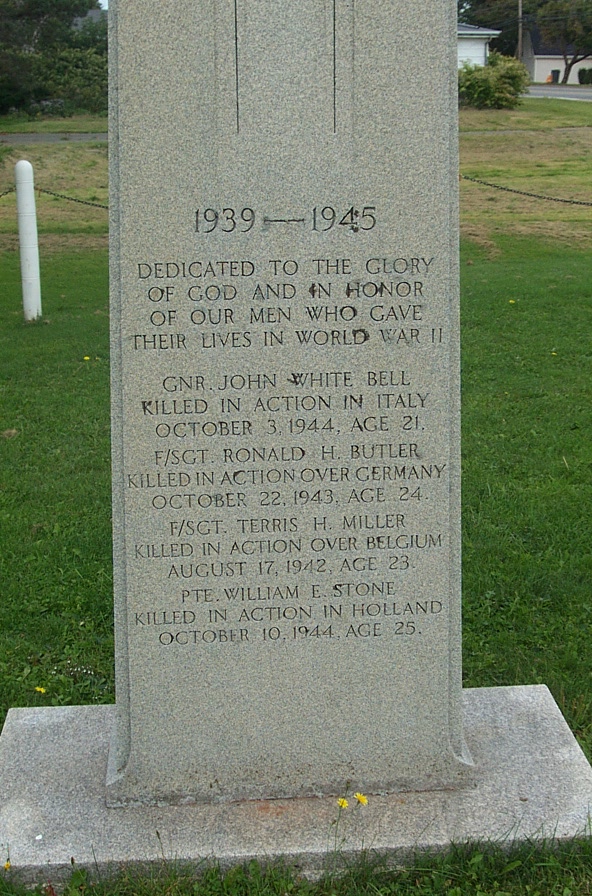 1939 — 1945
DEDICATED TO THE GLORY
OF GOD AND IN HONOR
OF OUR MEN WHO GAVE
THEIR LIVES IN WORLD WAR II
GNR. JOHN WHITE BELL
KILLED IN ACTION IN ITALY
OCTOBER 3, 1944, AGE 21.
F/SGT. RONALD H. BUTLER
KILLED IN ACTION OVER GERMANY
OCTOBER 22, 1943, AGE 24.
F/SGT. TERRIS H. MILLER
KILLED IN ACTION OVER BELGIUM
AUGUST 17, 1942, AGE 23.
PTE. WILLIAM E. STONE
KILLED IN ACTION IN HOLLAND
OCTOBER 10, 1944, AGE 25.